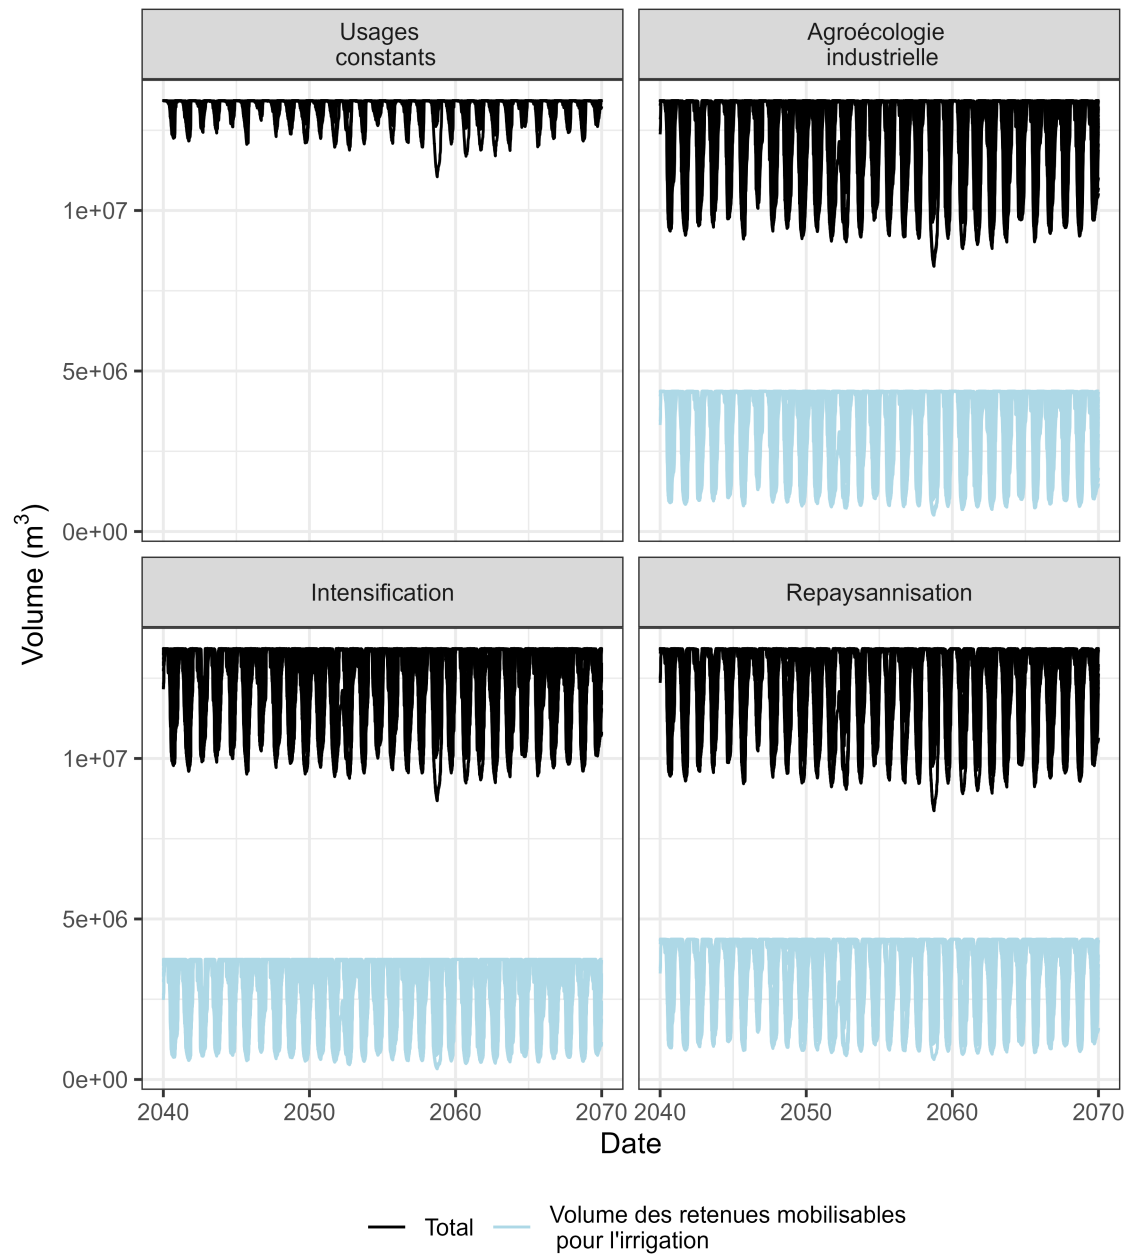 Usages
constants
Agroécologie
industrielle
1e+07
5e+06
0e+00
Intensification
Repaysannisation
1e+07
5e+06
0e+00
Volume (m³)
2040
2050
2060
2070
2040
2050
2060
2070
Date
Total
Volume des retenues mobilisables
pour l'irrigation